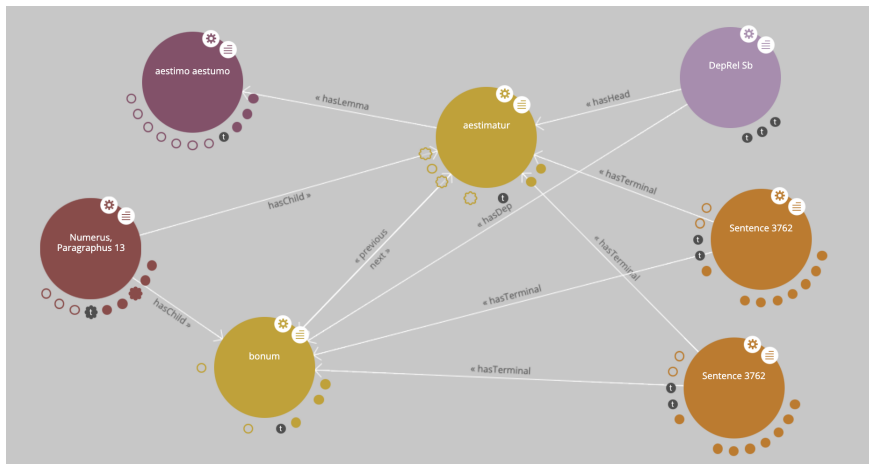 aestimo aestumo
DepRel Sb
« hasLemma
« hasHead
aestimatur
« hasTerminal
hasChild »
« hasDep
Numerus,
Paragraphus 13
« previous
next »
« hasTerminal
Sentence 3762
« hasTerminal
hasChild »
bonum
« hasTerminal
Sentence 3762
t
t
t
t
t
t
t
t
t
t
t